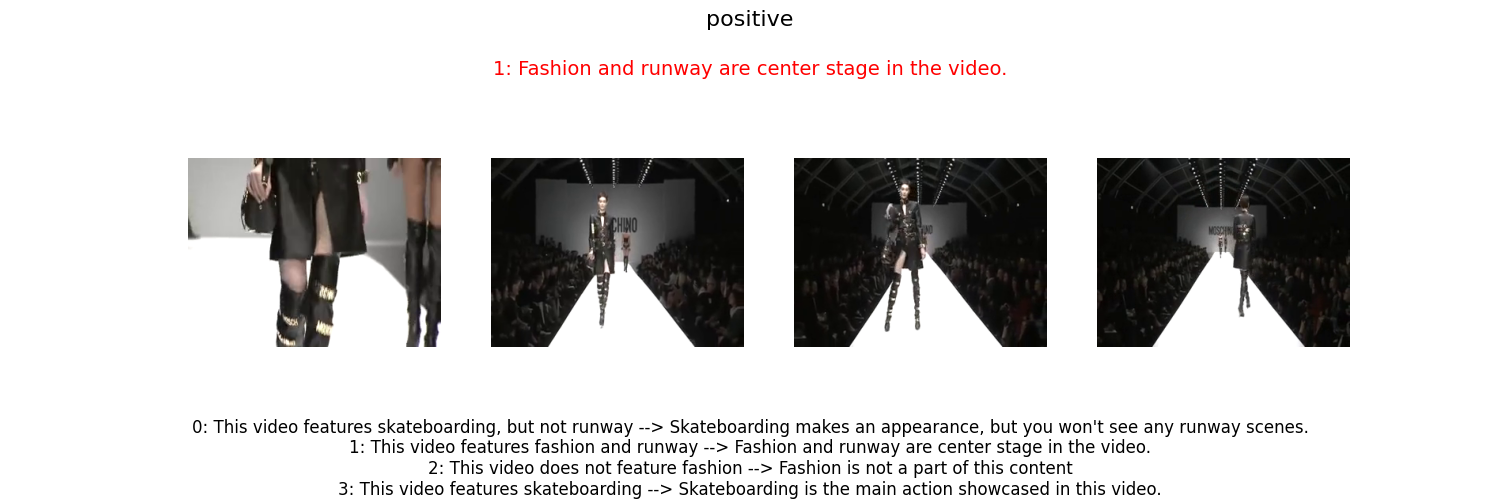 positive
1: Fashion and runway are center stage in the video.
MOSCHINO
0: This video features skateboarding, but not runway --> Skateboarding makes an appearance, but you won't see any runway scenes.
1: This video features fashion and runway --> Fashion and runway are center stage in the video.
2: This video does not feature fashion --> Fashion is not a part of this content
3: This video features skateboarding --> Skateboarding is the main action showcased in this video.